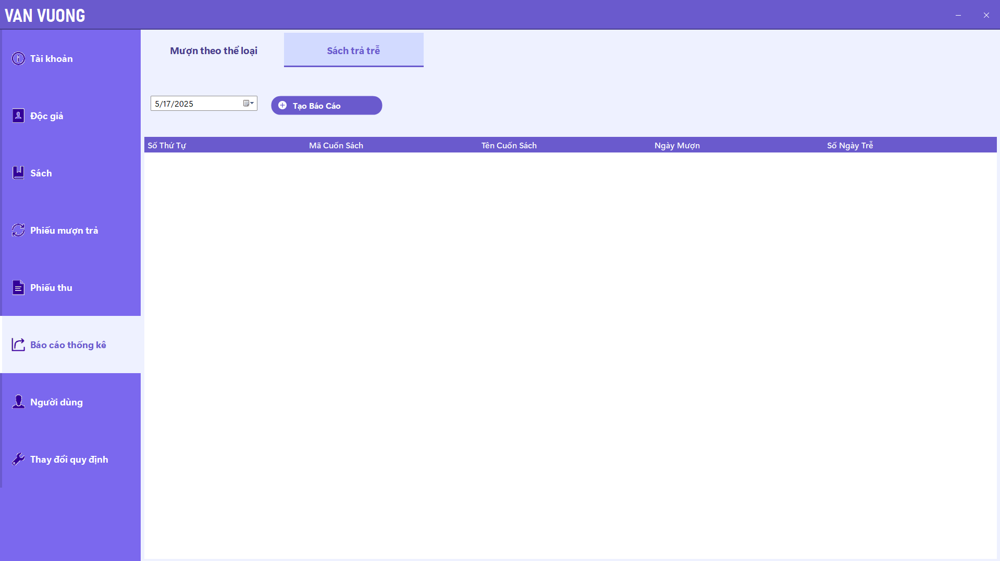 VAN VUONG
Tài khoản
Độc giả
Sách
Phiếu mượn trả
Phiếu thu
Báo cáo thống kê
Người dùng
Thay đổi quy định
Mượn theo thể loại
Sách trả trễ
5/17/2025
Tạo Báo Cáo
Số Thứ Tự
Mã Cuốn Sách
Tên Cuốn Sách
Ngày Mượn
Số Ngày Trễ